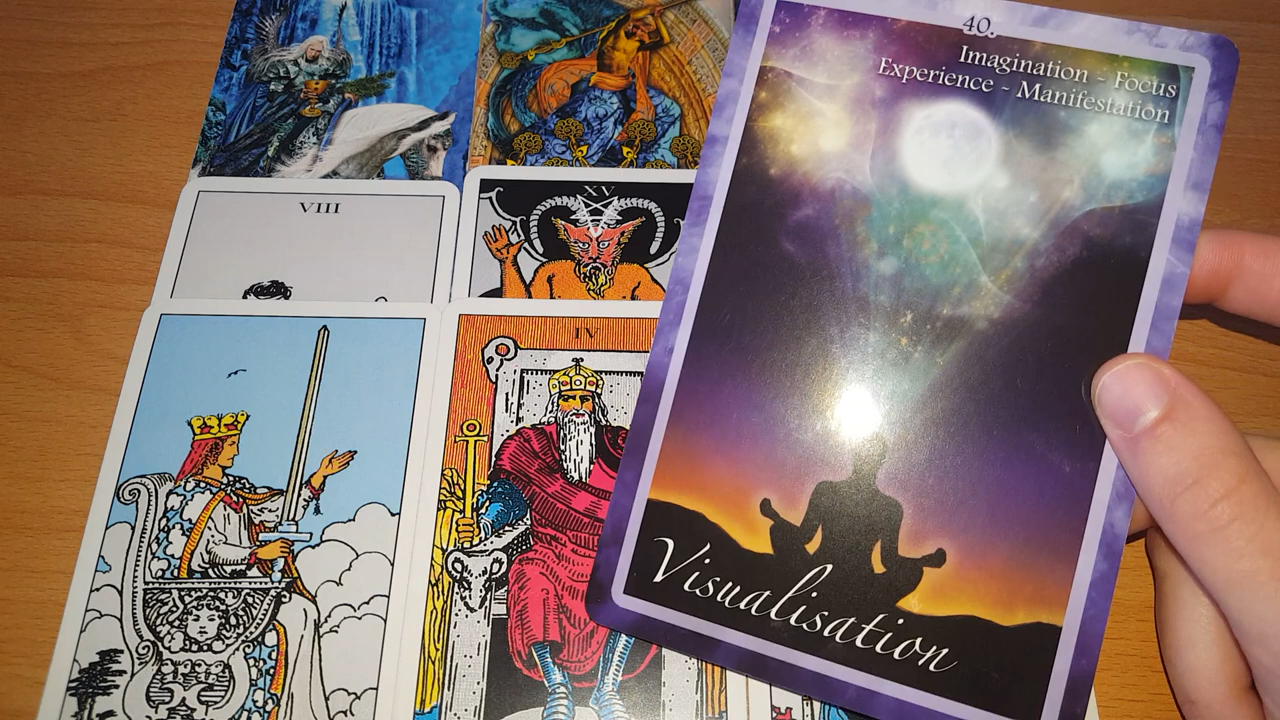 40.
Imagination ~ Focus
Experience ~ Manifestation
VIII
XV
IV
Visualisation